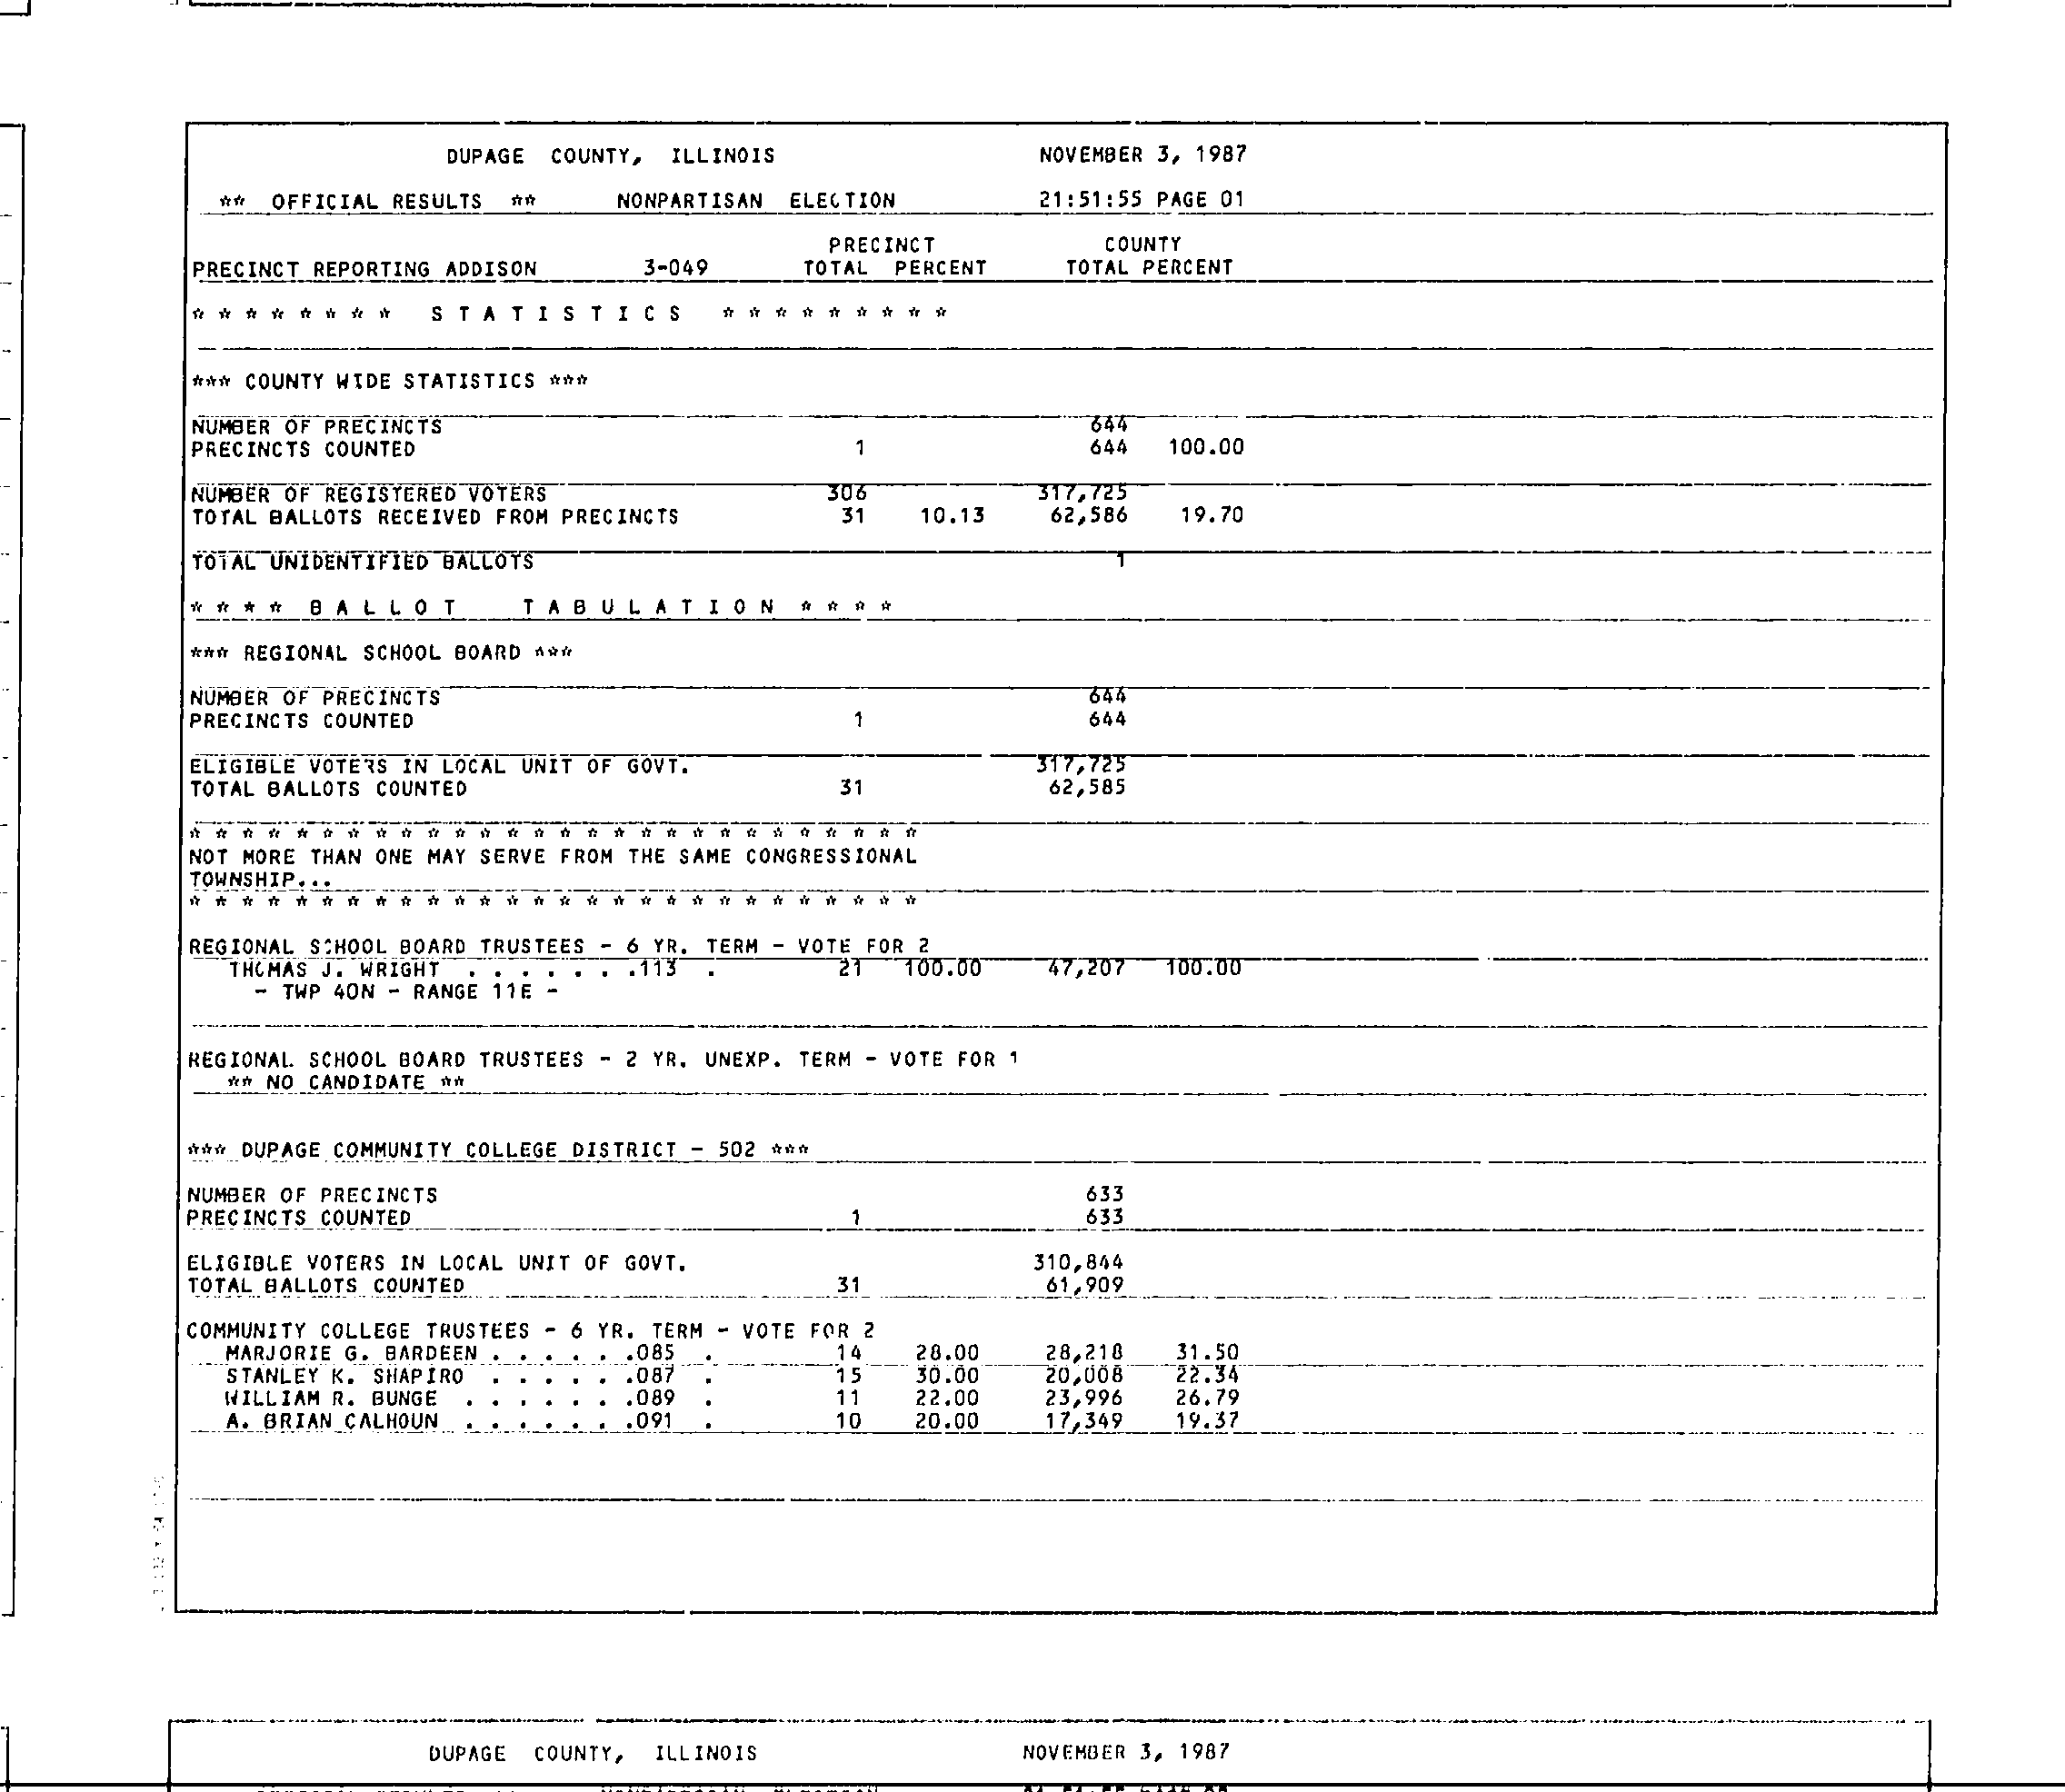 DUPAGE COUNTY, ILLINOIS NOVEMBER 3, 1987
** OFFICIAL RESULTS ** NONPARTISAN ELECTION 21:51:55 PAGE 01
PRECINCT COUNTY
PRECINCT REPORTING ADDISON 3-049 TOTAL PERCENT TOTAL PERCENT
* * * * * * * * S T A T I S T I C S * * * * * * * * *
*** COUNTY WIDE STATISTICS ***
NUMBER OF PRECINCTS 644
PRECINCTS COUNTED 1 644 100.00
NUMBER OF REGISTERED VOTERS 306 317,725
TOTAL BALLOTS RECEIVED FROM PRECINCTS 31 10.13 62,586 19.70
TOTAL UNIDENTIFIED BALLOTS 1
* * * * B A L L O T T A B U L A T I O N * * * *
*** REGIONAL SCHOOL BOARD ***
NUMBER OF PRECINCTS 644
PRECINCTS COUNTED 1 644
ELIGIBLE VOTERS IN LOCAL UNIT OF GOVT. 317,725
TOTAL BALLOTS COUNTED 31 62,585
* * * * * * * * * * * * * * * * * * * * * * * * * * * *
NOT MORE THAN ONE MAY SERVE FROM THE SAME CONGRESSIONAL
TOWNSHIP...
* * * * * * * * * * * * * * * * * * * * * * * * * * * *
REGIONAL SCHOOL BOARD TRUSTEES - 6 YR. TERM - VOTE FOR 2
THOMAS J. WRIGHT . . . . . . .113 . 21 100.00 47,207 100.00
- TWP 40N - RANGE 11E -
REGIONAL SCHOOL BOARD TRUSTEES - 2 YR. UNEXP. TERM - VOTE FOR 1
** NO CANDIDATE **
*** DUPAGE COMMUNITY COLLEGE DISTRICT - 502 ***
NUMBER OF PRECINCTS 633
PRECINCTS COUNTED 1 633
ELIGIBLE VOTERS IN LOCAL UNIT OF GOVT. 310,844
TOTAL BALLOTS COUNTED 31 61,909
COMMUNITY COLLEGE TRUSTEES - 6 YR. TERM - VOTE FOR 2
MARJORIE G. BARDEEN . . . . . .085 . 14 28.00 28,218 31.50
STANLEY K. SHAPIRO . . . . . .087 . 15 30.00 20,008 22.34
WILLIAM R. BUNGE . . . . . . .089 . 11 22.00 23,996 26.79
A. BRIAN CALHOUN . . . . . . .091 . 10 20.00 17,349 19.37
DUPAGE COUNTY, ILLINOIS NOVEMBER 3, 1987